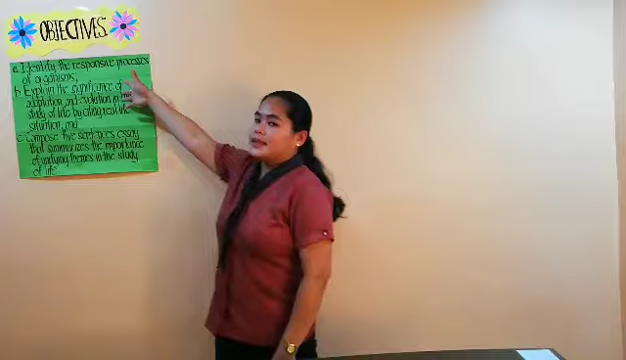 OBJECTIVES:
a. Identify the responsive processes
of organisms;
b. Explain the significance of
adaptation and evolution in the
study of life by citing real life
situation; and
c. Compose five sentences essay
that summarizes the importance
of unifying themes in the study
of life